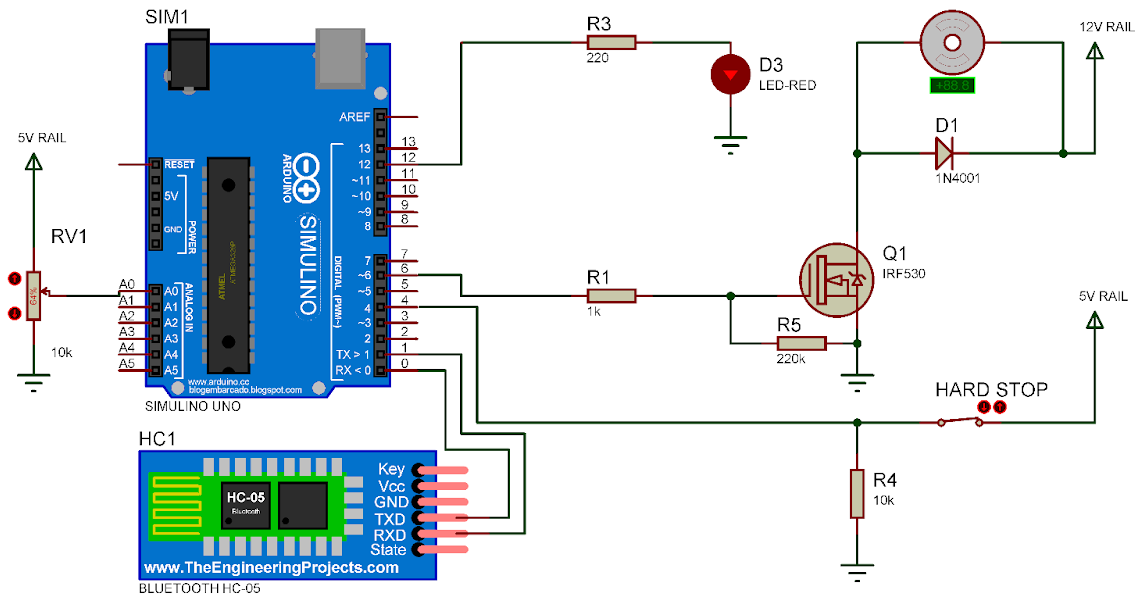 SIM1
R3
220
D3
LED-RED
12V RAIL
+88.8
D1
1N4001
5V RAIL
RV1
64%
10k
AREF
13
12
~11
~10
~9
8
13
12
11
10
9
8
RESET
5V
GND
POWER
ARDUINO
SIMULINO
ATMEL
ATMEGA328P
DIGITAL (PWM~)
7
~6
~5
4
~3
2
TX > 1
RX < 0
7
6
5
4
3
2
1
0
A0
A1
A2
A3
A4
A5
A0
A1
A2
A3
A4
A5
ANALOG IN
www.arduino.cc
blogembarcado.blogspot.com
SIMULINO UNO
R1
1k
Q1
IRF530
R5
220k
5V RAIL
HARD STOP
R4
10k
HC1
HC-05
Bluetooth
Key
Vcc
GND
TXD
RXD
State
www.TheEngineeringProjects.com
BLUETOOTH HC-05